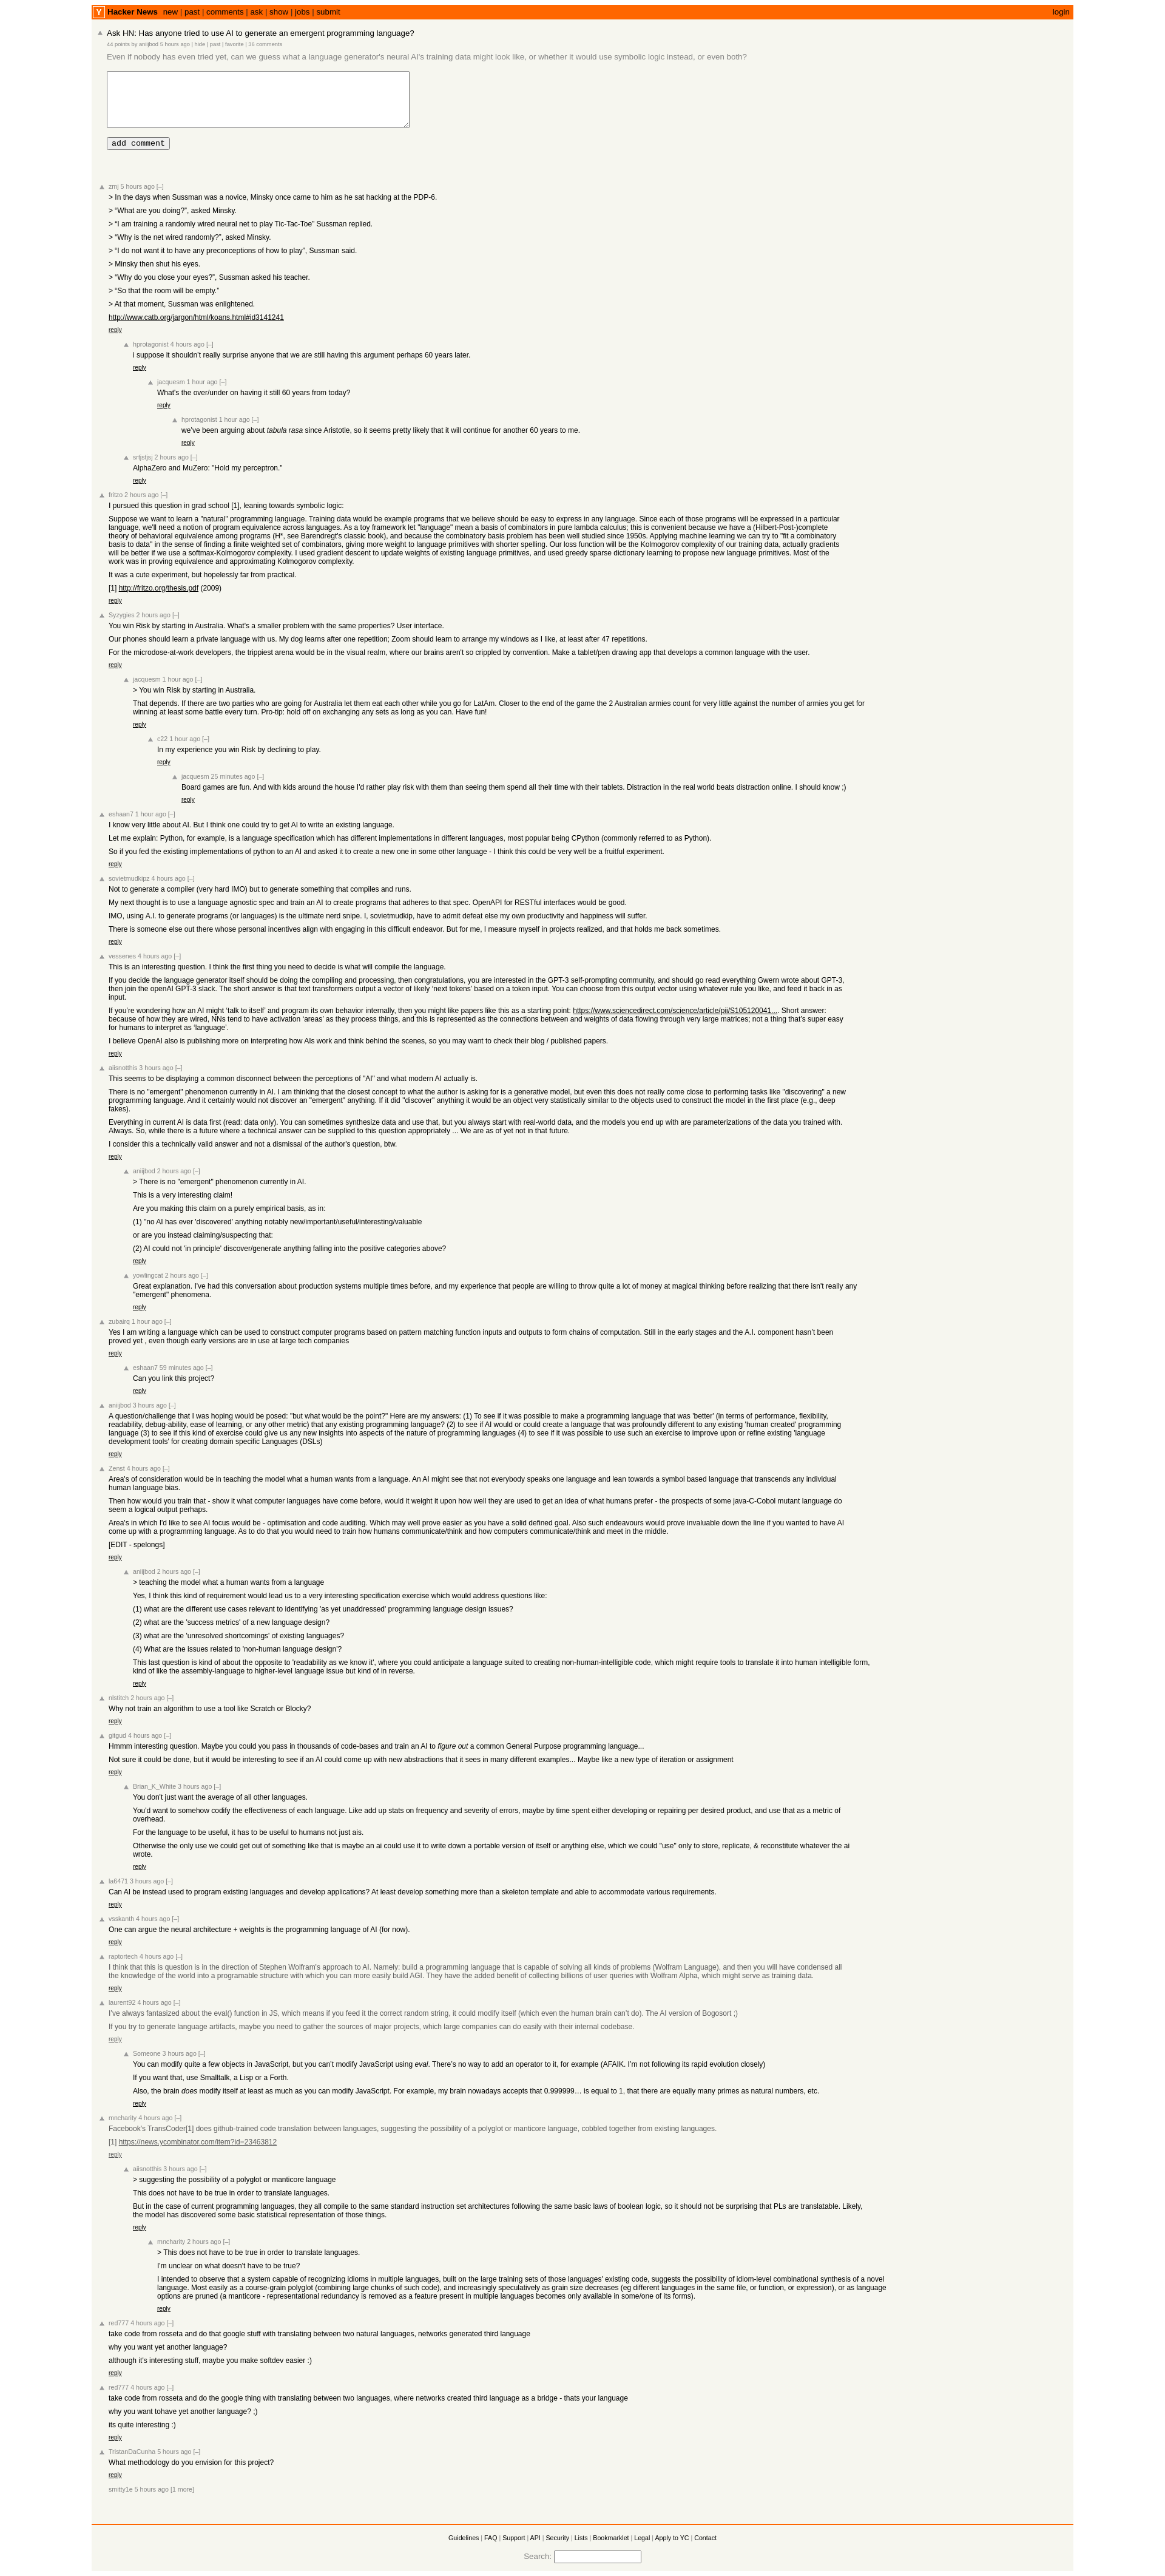 Y Hacker News new | past | comments | ask | show | jobs | submit login
Ask HN: Has anyone tried to use AI to generate an emergent programming language?
44 points by aniijbod 5 hours ago | hide | past | favorite | 36 comments
Even if nobody has even tried yet, can we guess what a language generator's neural AI's training data might look like, or whether it would use symbolic logic instead, or even both?
add comment
zmj 5 hours ago [–]
> In the days when Sussman was a novice, Minsky once came to him as he sat hacking at the PDP-6.
> “What are you doing?”, asked Minsky.
> “I am training a randomly wired neural net to play Tic-Tac-Toe” Sussman replied.
> “Why is the net wired randomly?”, asked Minsky.
> “I do not want it to have any preconceptions of how to play”, Sussman said.
> Minsky then shut his eyes.
> “Why do you close your eyes?”, Sussman asked his teacher.
> “So that the room will be empty.”
> At that moment, Sussman was enlightened.
http://www.catb.org/jargon/html/koans.html#id3141241
reply
hprotagonist 4 hours ago [–]
i suppose it shouldn’t really surprise anyone that we are still having this argument perhaps 60 years later.
reply
jacquesm 1 hour ago [–]
What's the over/under on having it still 60 years from today?
reply
hprotagonist 1 hour ago [–]
we’ve been arguing about tabula rasa since Aristotle, so it seems pretty likely that it will continue for another 60 years to me.
reply
srtjstjsj 2 hours ago [–]
AlphaZero and MuZero: "Hold my perceptron."
reply
fritzo 2 hours ago [–]
I pursued this question in grad school [1], leaning towards symbolic logic:
Suppose we want to learn a "natural" programming language. Training data would be example programs that we believe should be easy to express in any language. Since each of those programs will be expressed in a particular
language, we'll need a notion of program equivalence across languages. As a toy framework let "language" mean a basis of combinators in pure lambda calculus; this is convenient because we have a (Hilbert-Post-)complete
theory of behavioral equivalence among programs (H*, see Barendregt's classic book), and because the combinatory basis problem has been well studied since 1950s. Applying machine learning we can try to "fit a combinatory
basis to data" in the sense of finding a finite weighted set of combinators, giving more weight to language primitives with shorter spelling. Our loss function will be the Kolmogorov complexity of our training data, actually gradients
will be better if we use a softmax-Kolmogorov complexity. I used gradient descent to update weights of existing language primitives, and used greedy sparse dictionary learning to propose new language primitives. Most of the
work was in proving equivalence and approximating Kolmogorov complexity.
It was a cute experiment, but hopelessly far from practical.
[1] http://fritzo.org/thesis.pdf (2009)
reply
Syzygies 2 hours ago [–]
You win Risk by starting in Australia. What's a smaller problem with the same properties? User interface.
Our phones should learn a private language with us. My dog learns after one repetition; Zoom should learn to arrange my windows as I like, at least after 47 repetitions.
For the microdose-at-work developers, the trippiest arena would be in the visual realm, where our brains aren't so crippled by convention. Make a tablet/pen drawing app that develops a common language with the user.
reply
jacquesm 1 hour ago [–]
> You win Risk by starting in Australia.
That depends. If there are two parties who are going for Australia let them eat each other while you go for LatAm. Closer to the end of the game the 2 Australian armies count for very little against the number of armies you get for
winning at least some battle every turn. Pro-tip: hold off on exchanging any sets as long as you can. Have fun!
reply
c22 1 hour ago [–]
In my experience you win Risk by declining to play.
reply
jacquesm 25 minutes ago [–]
Board games are fun. And with kids around the house I'd rather play risk with them than seeing them spend all their time with their tablets. Distraction in the real world beats distraction online. I should know ;)
reply
eshaan7 1 hour ago [–]
I know very little about AI. But I think one could try to get AI to write an existing language.
Let me explain: Python, for example, is a language specification which has different implementations in different languages, most popular being CPython (commonly referred to as Python).
So if you fed the existing implementations of python to an AI and asked it to create a new one in some other language - I think this could be very well be a fruitful experiment.
reply
sovietmudkipz 4 hours ago [–]
Not to generate a compiler (very hard IMO) but to generate something that compiles and runs.
My next thought is to use a language agnostic spec and train an AI to create programs that adheres to that spec. OpenAPI for RESTful interfaces would be good.
IMO, using A.I. to generate programs (or languages) is the ultimate nerd snipe. I, sovietmudkip, have to admit defeat else my own productivity and happiness will suffer.
There is someone else out there whose personal incentives align with engaging in this difficult endeavor. But for me, I measure myself in projects realized, and that holds me back sometimes.
reply
vessenes 4 hours ago [–]
This is an interesting question. I think the first thing you need to decide is what will compile the language.
If you decide the language generator itself should be doing the compiling and processing, then congratulations, you are interested in the GPT-3 self-prompting community, and should go read everything Gwern wrote about GPT-3,
then join the openAI GPT-3 slack. The short answer is that text transformers output a vector of likely ‘next tokens’ based on a token input. You can choose from this output vector using whatever rule you like, and feed it back in as
input.
If you’re wondering how an AI might ‘talk to itself’ and program its own behavior internally, then you might like papers like this as a starting point: https://www.sciencedirect.com/science/article/pii/S105120041.... Short answer:
because of how they are wired, NNs tend to have activation ‘areas’ as they process things, and this is represented as the connections between and weights of data flowing through very large matrices; not a thing that’s super easy
for humans to interpret as ‘language’.
I believe OpenAI also is publishing more on interpreting how AIs work and think behind the scenes, so you may want to check their blog / published papers.
reply
aiisnotthis 3 hours ago [–]
This seems to be displaying a common disconnect between the perceptions of "AI" and what modern AI actually is.
There is no "emergent" phenomenon currently in AI. I am thinking that the closest concept to what the author is asking for is a generative model, but even this does not really come close to performing tasks like "discovering" a new
programming language. And it certainly would not discover an "emergent" anything. If it did "discover" anything it would be an object very statistically similar to the objects used to construct the model in the first place (e.g., deep
fakes).
Everything in current AI is data first (read: data only). You can sometimes synthesize data and use that, but you always start with real-world data, and the models you end up with are parameterizations of the data you trained with.
Always. So, while there is a future where a technical answer can be supplied to this question appropriately ... We are as of yet not in that future.
I consider this a technically valid answer and not a dismissal of the author's question, btw.
reply
aniijbod 2 hours ago [–]
> There is no "emergent" phenomenon currently in AI.
This is a very interesting claim!
Are you making this claim on a purely empirical basis, as in:
(1) "no AI has ever 'discovered' anything notably new/important/useful/interesting/valuable
or are you instead claiming/suspecting that:
(2) AI could not 'in principle' discover/generate anything falling into the positive categories above?
reply
yowlingcat 2 hours ago [–]
Great explanation. I've had this conversation about production systems multiple times before, and my experience that people are willing to throw quite a lot of money at magical thinking before realizing that there isn't really any
"emergent" phenomena.
reply
zubairq 1 hour ago [–]
Yes I am writing a language which can be used to construct computer programs based on pattern matching function inputs and outputs to form chains of computation. Still in the early stages and the A.I. component hasn’t been
proved yet , even though early versions are in use at large tech companies
reply
eshaan7 59 minutes ago [–]
Can you link this project?
reply
aniijbod 3 hours ago [–]
A question/challenge that I was hoping would be posed: "but what would be the point?" Here are my answers: (1) To see if it was possible to make a programming language that was 'better' (in terms of performance, flexibility,
readability, debug-ability, ease of learning, or any other metric) that any existing programming language? (2) to see if AI would or could create a language that was profoundly different to any existing 'human created' programming
language (3) to see if this kind of exercise could give us any new insights into aspects of the nature of programming languages (4) to see if it was possible to use such an exercise to improve upon or refine existing 'language
development tools' for creating domain specific Languages (DSLs)
reply
Zenst 4 hours ago [–]
Area's of consideration would be in teaching the model what a human wants from a language. An AI might see that not everybody speaks one language and lean towards a symbol based language that transcends any individual
human language bias.
Then how would you train that - show it what computer languages have come before, would it weight it upon how well they are used to get an idea of what humans prefer - the prospects of some java-C-Cobol mutant language do
seem a logical output perhaps.
Area's in which I'd like to see AI focus would be - optimisation and code auditing. Which may well prove easier as you have a solid defined goal. Also such endeavours would prove invaluable down the line if you wanted to have AI
come up with a programming language. As to do that you would need to train how humans communicate/think and how computers communicate/think and meet in the middle.
[EDIT - spelongs]
reply
aniijbod 2 hours ago [–]
> teaching the model what a human wants from a language
Yes, I think this kind of requirement would lead us to a very interesting specification exercise which would address questions like:
(1) what are the different use cases relevant to identifying 'as yet unaddressed' programming language design issues?
(2) what are the 'success metrics' of a new language design?
(3) what are the 'unresolved shortcomings' of existing languages?
(4) What are the issues related to 'non-human language design'?
This last question is kind of about the opposite to 'readability as we know it', where you could anticipate a language suited to creating non-human-intelligible code, which might require tools to translate it into human intelligible form,
kind of like the assembly-language to higher-level language issue but kind of in reverse.
reply
nlstitch 2 hours ago [–]
Why not train an algorithm to use a tool like Scratch or Blocky?
reply
gitgud 4 hours ago [–]
Hmmm interesting question. Maybe you could you pass in thousands of code-bases and train an AI to figure out a common General Purpose programming language...
Not sure it could be done, but it would be interesting to see if an AI could come up with new abstractions that it sees in many different examples... Maybe like a new type of iteration or assignment
reply
Brian_K_White 3 hours ago [–]
You don't just want the average of all other languages.
You'd want to somehow codify the effectiveness of each language. Like add up stats on frequency and severity of errors, maybe by time spent either developing or repairing per desired product, and use that as a metric of
overhead.
For the language to be useful, it has to be useful to humans not just ais.
Otherwise the only use we could get out of something like that is maybe an ai could use it to write down a portable version of itself or anything else, which we could "use" only to store, replicate, & reconstitute whatever the ai
wrote.
reply
la6471 3 hours ago [–]
Can AI be instead used to program existing languages and develop applications? At least develop something more than a skeleton template and able to accommodate various requirements.
reply
vsskanth 4 hours ago [–]
One can argue the neural architecture + weights is the programming language of AI (for now).
reply
raptortech 4 hours ago [–]
I think that this is question is in the direction of Stephen Wolfram's approach to AI. Namely: build a programming language that is capable of solving all kinds of problems (Wolfram Language), and then you will have condensed all
the knowledge of the world into a programable structure with which you can more easily build AGI. They have the added benefit of collecting billions of user queries with Wolfram Alpha, which might serve as training data.
reply
laurent92 4 hours ago [–]
I’ve always fantasized about the eval() function in JS, which means if you feed it the correct random string, it could modify itself (which even the human brain can’t do). The AI version of Bogosort ;)
If you try to generate language artifacts, maybe you need to gather the sources of major projects, which large companies can do easily with their internal codebase.
reply
Someone 3 hours ago [–]
You can modify quite a few objects in JavaScript, but you can’t modify JavaScript using eval. There’s no way to add an operator to it, for example (AFAIK. I’m not following its rapid evolution closely)
If you want that, use Smalltalk, a Lisp or a Forth.
Also, the brain does modify itself at least as much as you can modify JavaScript. For example, my brain nowadays accepts that 0.999999… is equal to 1, that there are equally many primes as natural numbers, etc.
reply
mncharity 4 hours ago [–]
Facebook's TransCoder[1] does github-trained code translation between languages, suggesting the possibility of a polyglot or manticore language, cobbled together from existing languages.
[1] https://news.ycombinator.com/item?id=23463812
reply
aiisnotthis 3 hours ago [–]
> suggesting the possibility of a polyglot or manticore language
This does not have to be true in order to translate languages.
But in the case of current programming languages, they all compile to the same standard instruction set architectures following the same basic laws of boolean logic, so it should not be surprising that PLs are translatable. Likely,
the model has discovered some basic statistical representation of those things.
reply
mncharity 2 hours ago [–]
> This does not have to be true in order to translate languages.
I'm unclear on what doesn't have to be true?
I intended to observe that a system capable of recognizing idioms in multiple languages, built on the large training sets of those languages' existing code, suggests the possibility of idiom-level combinational synthesis of a novel
language. Most easily as a course-grain polyglot (combining large chunks of such code), and increasingly speculatively as grain size decreases (eg different languages in the same file, or function, or expression), or as language
options are pruned (a manticore - representational redundancy is removed as a feature present in multiple languages becomes only available in some/one of its forms).
reply
red777 4 hours ago [–]
take code from rosseta and do that google stuff with translating between two natural languages, networks generated third language
why you want yet another language?
although it's interesting stuff, maybe you make softdev easier :)
reply
red777 4 hours ago [–]
take code from rosseta and do the google thing with translating between two languages, where networks created third language as a bridge - thats your language
why you want tohave yet another language? ;)
its quite interesting :)
reply
TristanDaCunha 5 hours ago [–]
What methodology do you envision for this project?
reply
smitty1e 5 hours ago [1 more]
Guidelines | FAQ | Support | API | Security | Lists | Bookmarklet | Legal | Apply to YC | Contact
Search: